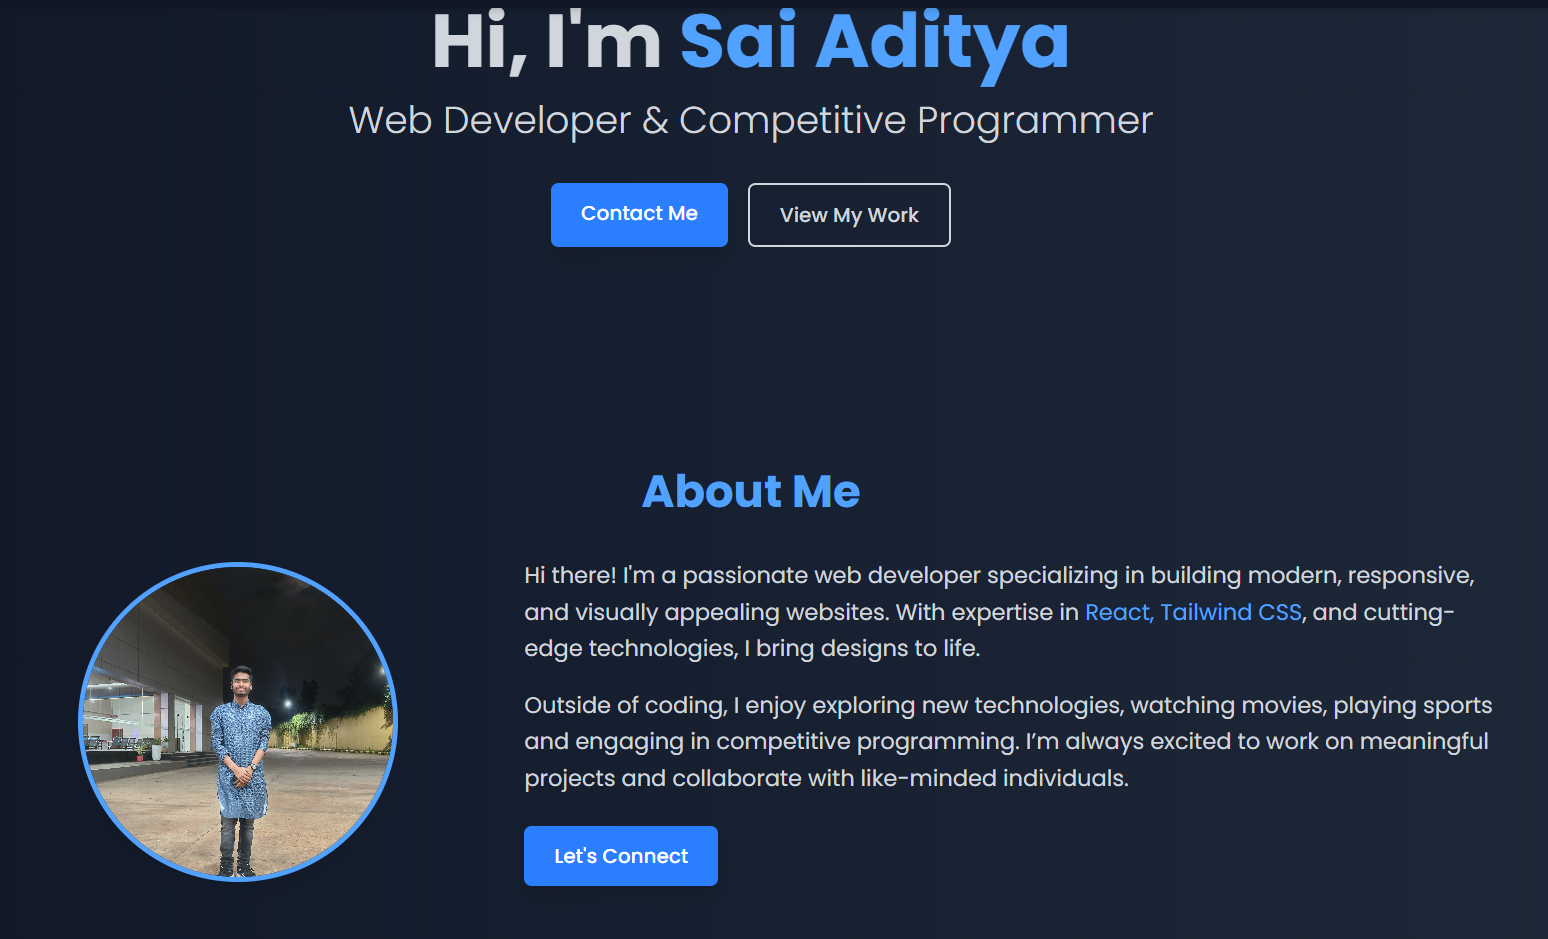 Hi, I'm Sai Aditya
Web Developer & Competitive Programmer
Contact Me
View My Work
About Me
Hi there! I'm a passionate web developer specializing in building modern, responsive,
and visually appealing websites. With expertise in React, Tailwind CSS, and cutting-
edge technologies, I bring designs to life.
Outside of coding, I enjoy exploring new technologies, watching movies, playing sports
and engaging in competitive programming. I’m always excited to work on meaningful
projects and collaborate with like-minded individuals.
Let's Connect